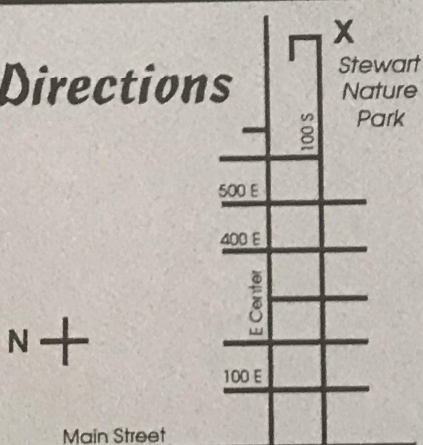 Directions
X
Stewart
Nature
Park
100 S
500 E
400 E
E Center
N
100 E
Main Street